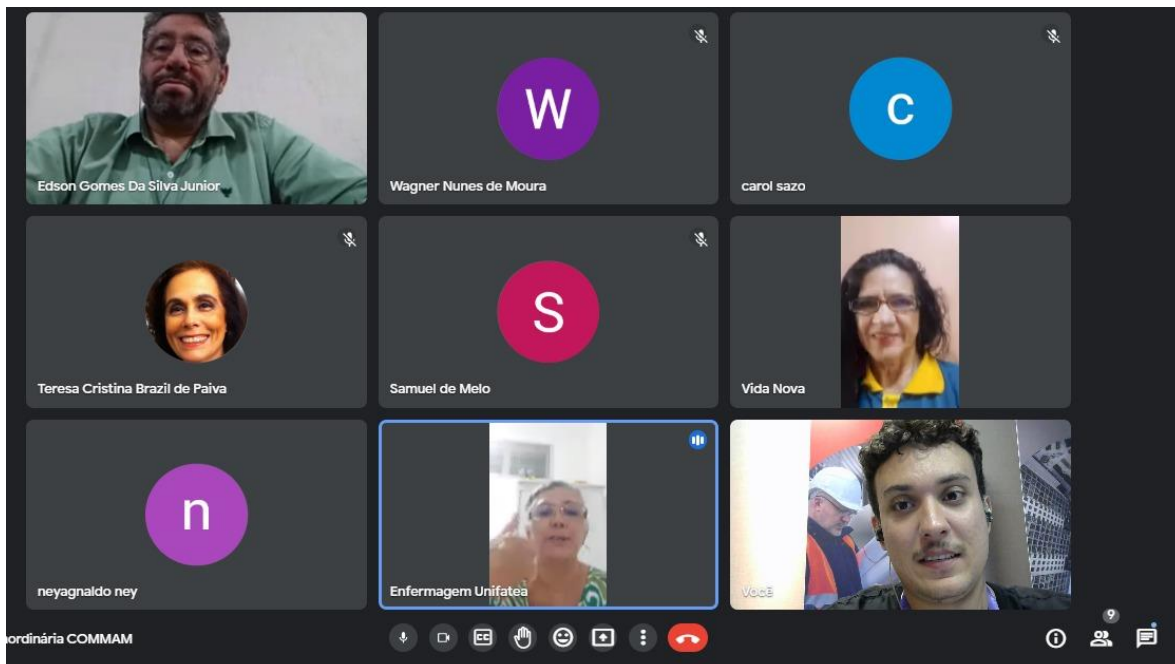 Edson Gomes Da Silva Junior
W
Wagner Nunes de Moura
c
carol sazo
Teresa Cristina Brazil de Paiva
S
Samuel de Melo
Vida Nova
n
neyagnaldo ney
Enfermagem Unifatea
Você
ordinária COMMAM
CC
9